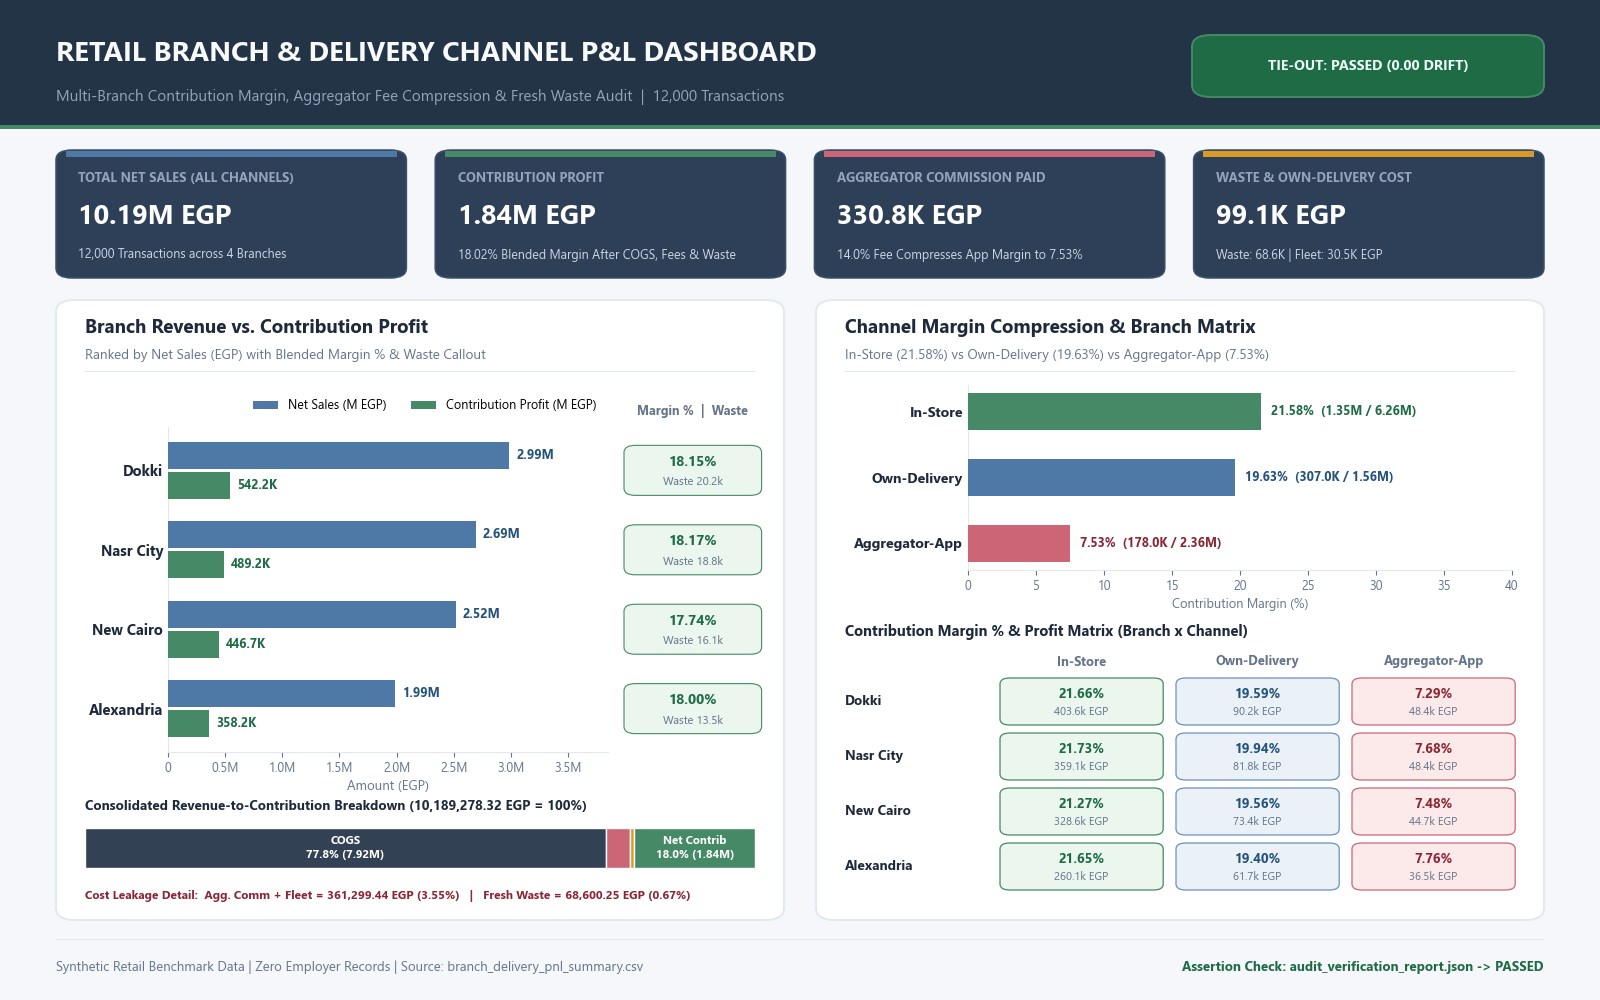 RETAIL BRANCH & DELIVERY CHANNEL P&L DASHBOARD
Multi-Branch Contribution Margin, Aggregator Fee Compression & Fresh Waste Audit | 12,000 Transactions
TIE-OUT: PASSED (0.00 DRIFT)
TOTAL NET SALES (ALL CHANNELS)
10.19M EGP
12,000 Transactions across 4 Branches
CONTRIBUTION PROFIT
1.84M EGP
18.02% Blended Margin After COGS, Fees & Waste
AGGREGATOR COMMISSION PAID
330.8K EGP
14.0% Fee Compresses App Margin to 7.53%
WASTE & OWN-DELIVERY COST
99.1K EGP
Waste: 68.6K | Fleet: 30.5K EGP
Branch Revenue vs. Contribution Profit
Ranked by Net Sales (EGP) with Blended Margin % & Waste Callout
Net Sales (M EGP) Contribution Profit (M EGP) Margin % | Waste
Dokki
2.99M
542.2K
18.15%
Waste 20.2k
Nasr City
2.69M
489.2K
18.17%
Waste 18.8k
New Cairo
2.52M
446.7K
17.74%
Waste 16.1k
Alexandria
1.99M
358.2K
18.00%
Waste 13.5k
0 0.5M 1.0M 1.5M 2.0M 2.5M 3.0M 3.5M
Amount (EGP)
Consolidated Revenue-to-Contribution Breakdown (10,189,278.32 EGP = 100%)
COGS
77.8% (7.92M)
Net Contrib
18.0% (1.84M)
Cost Leakage Detail: Agg. Comm + Fleet = 361,299.44 EGP (3.55%) | Fresh Waste = 68,600.25 EGP (0.67%)
Channel Margin Compression & Branch Matrix
In-Store (21.58%) vs Own-Delivery (19.63%) vs Aggregator-App (7.53%)
In-Store 21.58% (1.35M / 6.26M)
Own-Delivery 19.63% (307.0K / 1.56M)
Aggregator-App 7.53% (178.0K / 2.36M)
0 5 10 15 20 25 30 35 40
Contribution Margin (%)
Contribution Margin % & Profit Matrix (Branch x Channel)
In-Store Own-Delivery Aggregator-App
Dokki
21.66% 19.59% 7.29%
403.6k EGP 90.2k EGP 48.4k EGP
Nasr City
21.73% 19.94% 7.68%
359.1k EGP 81.8k EGP 48.4k EGP
New Cairo
21.27% 19.56% 7.48%
328.6k EGP 73.4k EGP 44.7k EGP
Alexandria
21.65% 19.40% 7.76%
260.1k EGP 61.7k EGP 36.5k EGP
Synthetic Retail Benchmark Data | Zero Employer Records | Source: branch_delivery_pnl_summary.csv
Assertion Check: audit_verification_report.json -> PASSED